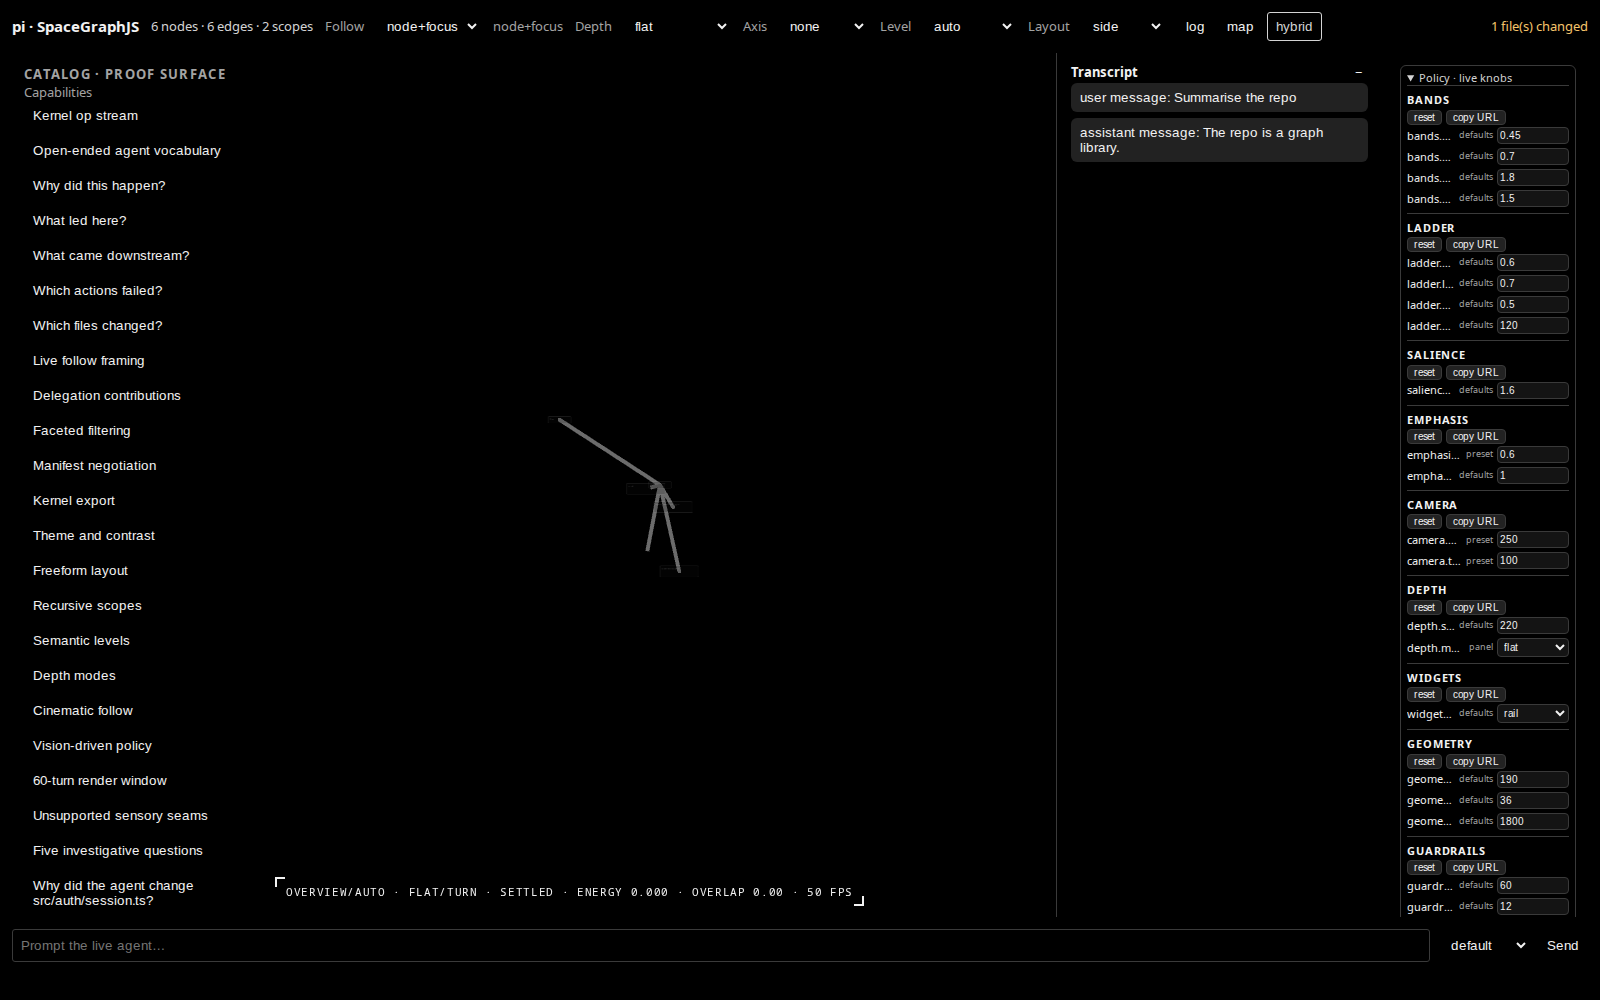 pi · SpaceGraphJS 6 nodes · 6 edges · 2 scopes Follow node+focus node+focus Depth flat Axis none Level auto Layout side log map hybrid 1 file(s) changed
CATALOG · PROOF SURFACE
Capabilities
Kernel op stream
Open-ended agent vocabulary
Why did this happen?
What led here?
What came downstream?
Which actions failed?
Which files changed?
Live follow framing
Delegation contributions
Faceted filtering
Manifest negotiation
Kernel export
Theme and contrast
Freeform layout
Recursive scopes
Semantic levels
Depth modes
Cinematic follow
Vision-driven policy
60-turn render window
Unsupported sensory seams
Five investigative questions
Why did the agent change
src/auth/session.ts?
OVERVIEW/AUTO · FLAT/TURN · SETTLED · ENERGY 0.000 · OVERLAP 0.00 · 50 FPS
Transcript –
user message: Summarise the repo
assistant message: The repo is a graph
library.
▼ Policy · live knobs
BANDS
reset copy URL
bands.... defaults 0.45
bands.... defaults 0.7
bands.... defaults 1.8
bands.... defaults 1.5
LADDER
reset copy URL
ladder.... defaults 0.6
ladder.l... defaults 0.7
ladder.... defaults 0.5
ladder.... defaults 120
SALIENCE
reset copy URL
salienc... defaults 1.6
EMPHASIS
reset copy URL
emphasi... preset 0.6
empha... defaults 1
CAMERA
reset copy URL
camera.... preset 250
camera.t... preset 100
DEPTH
reset copy URL
depth.s... defaults 220
depth.m... panel flat
WIDGETS
reset copy URL
widget... defaults rail
GEOMETRY
reset copy URL
geome... defaults 190
geome... defaults 36
geome... defaults 1800
GUARDRAILS
reset copy URL
guardr... defaults 60
guardr... defaults 12
Prompt the live agent... default Send